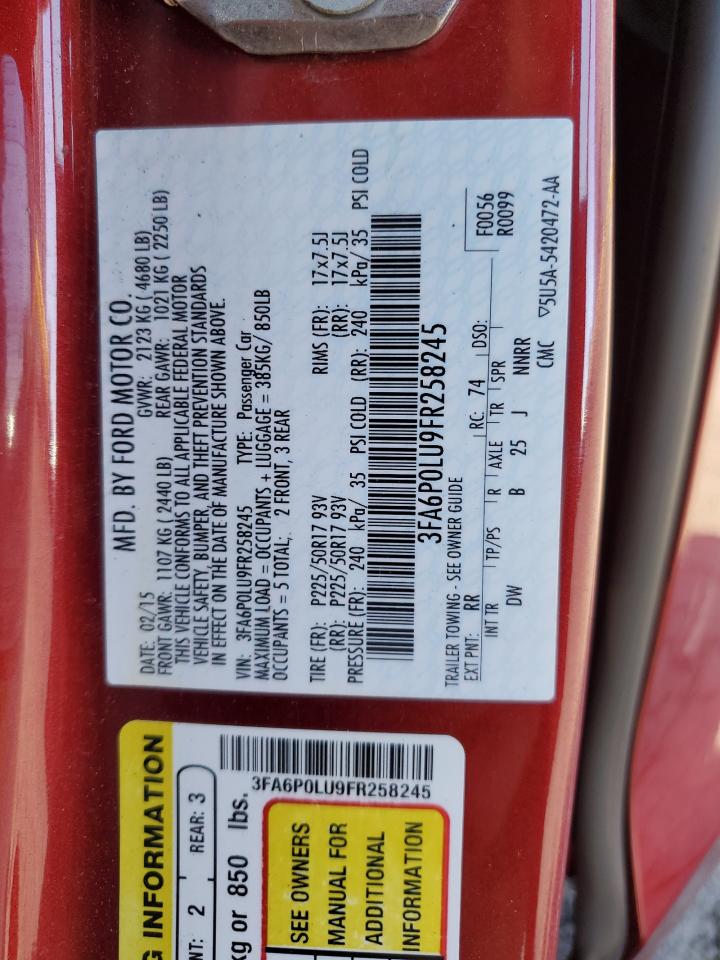 MFD. BY FORD MOTOR CO.
DATE: 02/15 GVWR: 2123 KG ( 4680 LB)
FRONT GAWR: 1107 KG ( 2440 LB) REAR GAWR: 1021 KG ( 2250 LB)
THIS VEHICLE CONFORMS TO ALL APPLICABLE FEDERAL MOTOR
VEHICLE SAFETY, BUMPER, AND THEFT PREVENTION STANDARDS
IN EFFECT ON THE DATE OF MANUFACTURE SHOWN ABOVE.
VIN: 3FA6P0LU9FR258245 TYPE: Passenger Car
MAXIMUM LOAD = OCCUPANTS + LUGGAGE = 385KG/ 850LB
OCCUPANTS = 5 TOTAL; 2 FRONT, 3 REAR
TIRE (FR): P225/50R17 93V RIMS (FR): 17x7.5J
(RR): P225/50R17 93V (RR): 17x7.5J
PRESSURE (FR): 240 kPa/ 35 PSI COLD (RR): 240 kPa/ 35 PSI COLD
3FA6P0LU9FR258245
TRAILER TOWING - SEE OWNER GUIDE
F0056
R0099
EXT PNT: RR RC: 74 DSO:
INT TR TP/PS R AXLE TR SPR
DW B 25 J NNRR
CMC ▽5U5A-5420472-AA
G INFORMATION
NT: 2 REAR: 3
kg or 850 lbs.
3FA6P0LU9FR258245
SEE OWNERS
MANUAL FOR
ADDITIONAL
INFORMATION